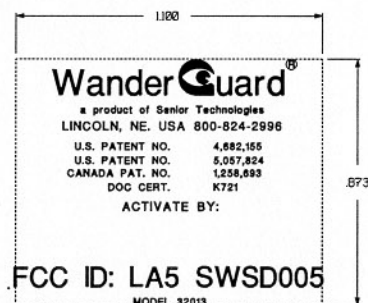 1.100
WanderGuard®
a product of Senior Technologies
LINCOLN, NE. USA 800-824-2996
U.S. PATENT NO. 4,682,155
U.S. PATENT NO. 5,057,824
CANADA PAT. NO. 1,258,693
DOC CERT. K721
.873
ACTIVATE BY:
FCC ID: LA5 SWSD005
MODEL 32013